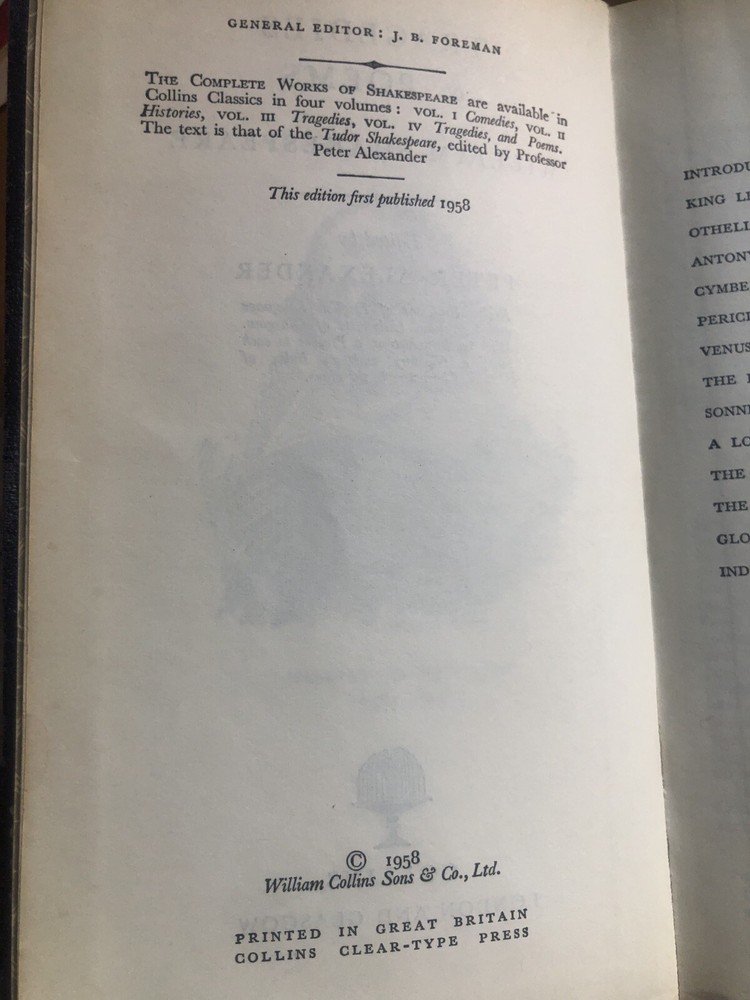 GENERAL EDITOR: J. B. FOREMAN
THE COMPLETE WORKS OF SHAKESPEARE are available in
Collins Classics in four volumes: VOL. I Comedies, VOL. II
Histories, VOL. III Tragedies, VOL. IV Tragedies, and Poems.
The text is that of the Tudor Shakespeare, edited by Professor
Peter Alexander
This edition first published 1958
© 1958
William Collins Sons & Co., Ltd.
PRINTED IN GREAT BRITAIN
COLLINS CLEAR-TYPE PRESS
INTRODU
KING LE
OTHELL
ANTONY
CYMBE
PERICL
VENUS
THE
SONNE
A LO
THE
THE
GLO
IND